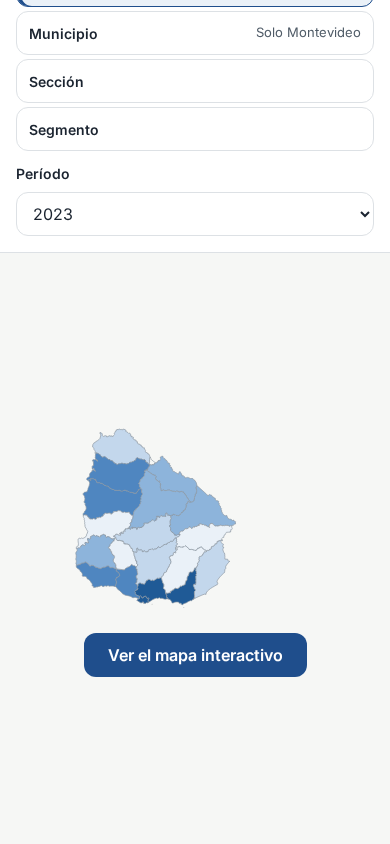 Municipio Solo Montevideo
Sección
Segmento
Período
2023
Ver el mapa interactivo